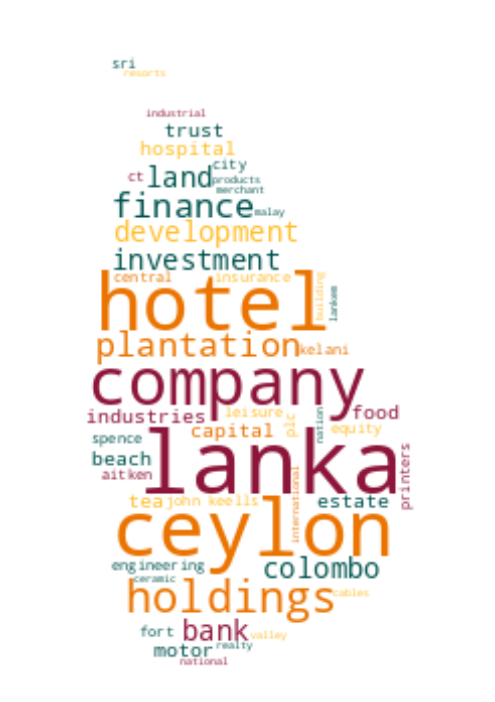 sri
resorts
industrial
trust
hospital
city
ct land products
merchant
finance malay
development
investment
central insurance
hotel building lankem
plantation kelani
company
industries leisure plc nation food
capital equity
spence
lanka
beach
aitken printers
tea john keells international estate
ceylon
engineering colombo
ceramic
holdings cables
fort bank valley
motor realty
national